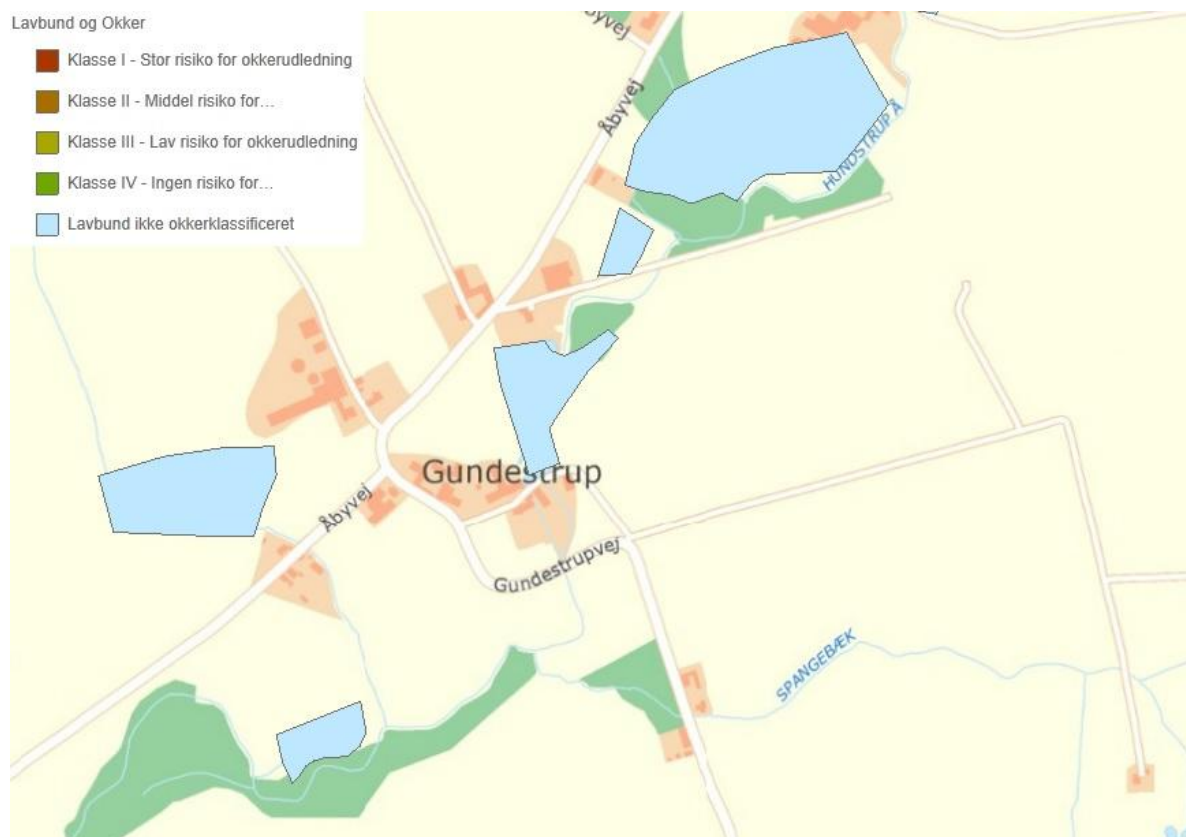 Lavbund og Okker
Klasse I - Stor risiko for okkerudledning
Klasse II - Middel risiko for...
Klasse III - Lav risiko for okkerudledning
Klasse IV - Ingen risiko for...
Lavbund ikke okkerklassificeret
byvej
Åbyvej
HUNDSTRUP Å
Gundestrup
Åbyvej
Gundestrupvej
SPANGEBÆK